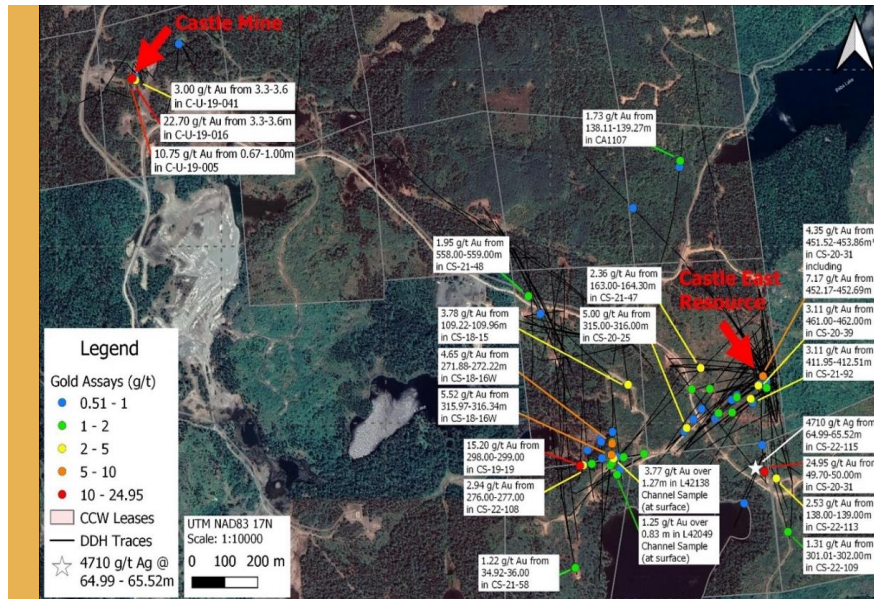 Castle Mine
3.00 g/t Au from 3.3-3.6
in C-U-19-041
22.70 g/t Au from 3.3-3.6m
in C-U-19-016
10.75 g/t Au from 0.67-1.00m
in C-U-19-005
1.73 g/t Au from
138.11-139.27m
in CA1107
1.95 g/t Au from
558.00-559.00m
in CS-21-48
2.36 g/t Au from
163.00-164.30m
in CS-21-47
Castle East
Resource
4.35 g/t Au from
451.52-453.86m
in CS-20-31
including
7.17 g/t Au from
452.17-452.69m
3.78 g/t Au from
109.22-109.96m
in CS-18-15
5.00 g/t Au from
315.00-316.00m
in CS-20-25
3.11 g/t Au from
461.00-462.00m
in CS-20-39
4.65 g/t Au from
271.88-272.22m
in CS-18-16W
3.11 g/t Au from
411.95-412.51m
in CS-21-92
5.52 g/t Au from
315.97-316.34m
in CS-18-16W
4710 g/t Ag from
64.99-65.52m
in CS-22-115
15.20 g/t Au from
298.00-299.00
in CS-19-19
24.95 g/t Au from
49.70-50.00m
in CS-20-31
2.94 g/t Au from
276.00-277.00
in CS-22-108
3.77 g/t Au over
1.27m in L42138
Channel Sample
(at surface)
2.53 g/t Au from
138.00-139.00m
in CS-22-113
1.25 g/t Au over
0.83 m in L42049
Channel Sample
(at surface)
1.31 g/t Au from
301.01-302.00m
in CS-22-109
1.22 g/t Au from
34.92-36.00
in CS-21-58
Legend
Gold Assays (g/t)
0.51 - 1
1 - 2
2 - 5
5 - 10
10 - 24.95
CCW Leases
DDH Traces
4710 g/t Ag @
64.99 - 65.52m
UTM NAD83 17N
Scale: 1:10000
0 100 200 m